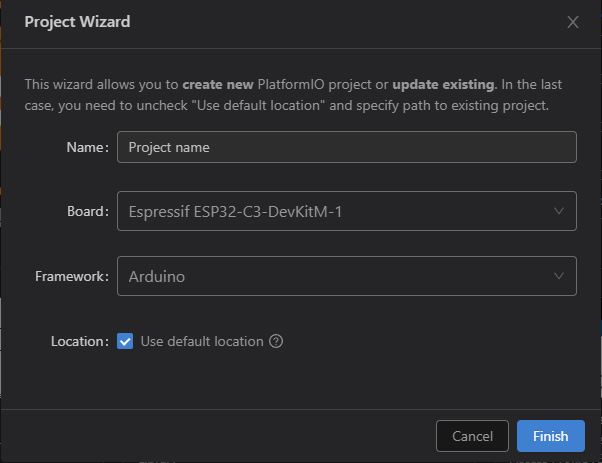 Project Wizard
This wizard allows you to create new PlatformIO project or update existing. In the last
case, you need to uncheck "Use default location" and specify path to existing project.
Name: Project name
Board: Espressif ESP32-C3-DevKitM-1
Framework: Arduino
Location: Use default location
Cancel Finish